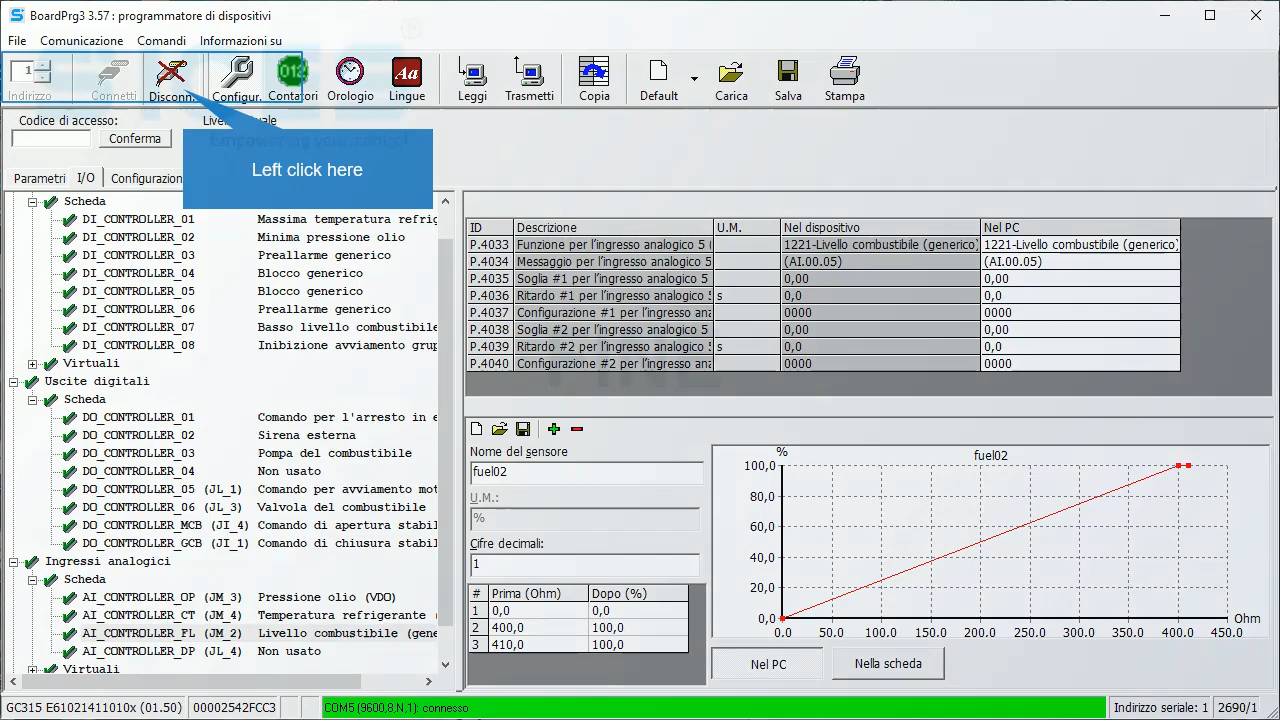 BoardPrg3 3.57 : programmatore di dispositivi
File Comunicazione Comandi Informazioni su
1
Indirizzo Connetti Disconn. Configur. Contatori Orologio Lingue Leggi Trasmetti Copia Default Carica Salva Stampa
012
Aa
Codice di accesso:
Conferma
Left click here
Parametri I/O Configurazion
Scheda
DI_CONTROLLER_01 Massima temperatura refrig
DI_CONTROLLER_02 Minima pressione olio
DI_CONTROLLER_03 Preallarme generico
DI_CONTROLLER_04 Blocco generico
DI_CONTROLLER_05 Blocco generico
DI_CONTROLLER_06 Preallarme generico
DI_CONTROLLER_07 Basso livello combustibile
DI_CONTROLLER_08 Inibizione avviamento grup
Virtuali
Uscite digitali
Scheda
DO_CONTROLLER_01 Comando per l'arresto in e
DO_CONTROLLER_02 Sirena esterna
DO_CONTROLLER_03 Pompa del combustibile
DO_CONTROLLER_04 Non usato
DO_CONTROLLER_05 (JL_1) Comando per avviamento mot
DO_CONTROLLER_06 (JL_3) Valvola del combustibile
DO_CONTROLLER_MCB (JI_4) Comando di apertura stabil
DO_CONTROLLER_GCB (JI_1) Comando di chiusura stabil
Ingressi analogici
Scheda
AI_CONTROLLER_OP (JM_3) Pressione olio (VDO)
AI_CONTROLLER_CT (JM_4) Temperatura refrigerante (
AI_CONTROLLER_FL (JM_2) Livello combustibile (gene
AI_CONTROLLER_DP (JL_4) Non usato
Virtuali
ID Descrizione U.M. Nel dispositivo Nel PC
P.4033 Funzione per l'ingresso analogico 5 ( 1221-Livello combustibile (generico) 1221-Livello combustibile (generico)
P.4034 Messaggio per l'ingresso analogico 5 (AI.00.05) (AI.00.05)
P.4035 Soglia #1 per l'ingresso analogico 5 0,00 0,00
P.4036 Ritardo #1 per l'ingresso analogico 5 s 0,0 0,0
P.4037 Configurazione #1 per l'ingresso ana 0000 0000
P.4038 Soglia #2 per l'ingresso analogico 5 0,00 0,00
P.4039 Ritardo #2 per l'ingresso analogico 5 s 0,0 0,0
P.4040 Configurazione #2 per l'ingresso ana 0000 0000
Nome del sensore
fuel02
U.M.:
%
Cifre decimali:
1
# Prima (Ohm) Dopo (%)
1 0,0 0,0
2 400,0 100,0
3 410,0 100,0
% fuel02
100,0
80,0
60,0
40,0
20,0
0,0
Ohm
0.0 50.0 100.0 150.0 200.0 250.0 300.0 350.0 400.0 450.0
Nel PC Nella scheda
GC315 E61021411010x (01.50) 00002542FCC3 COM5 (9600,8,N,1): connesso Indirizzo seriale: 1 2690/1